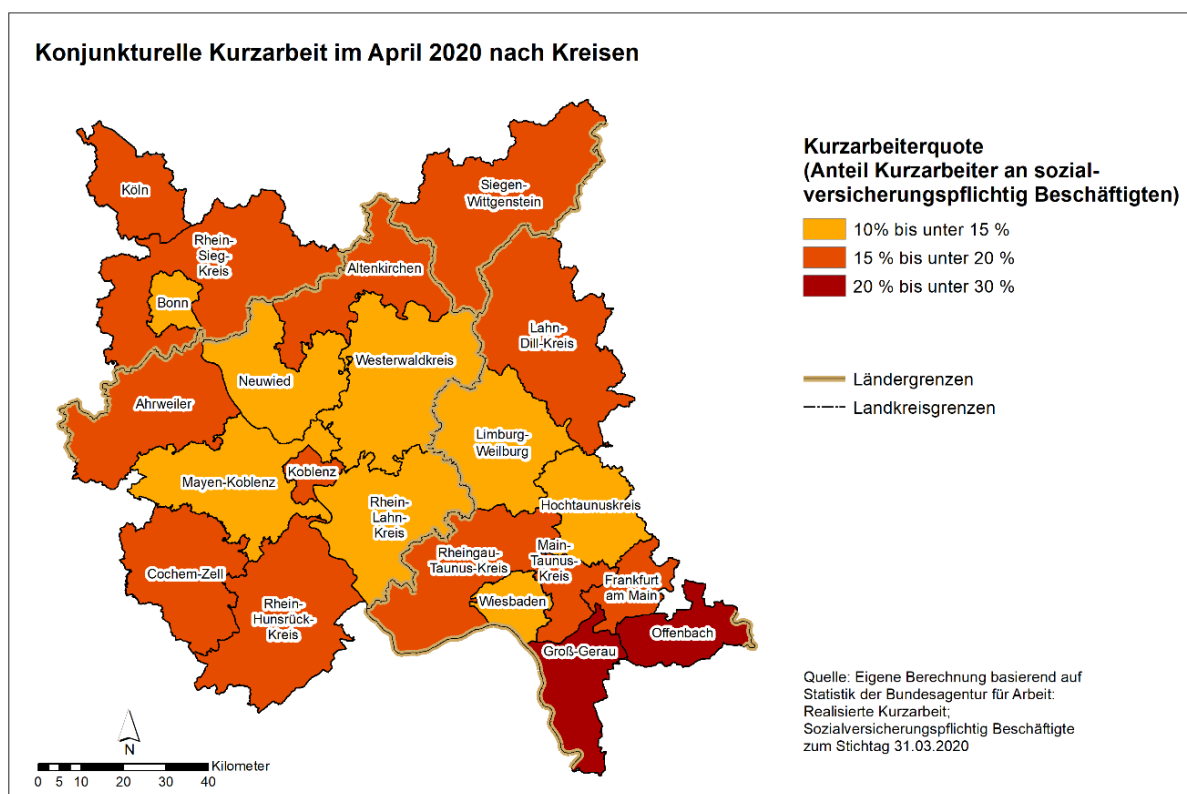 Konjunkturelle Kurzarbeit im April 2020 nach Kreisen
Köln
Siegen-
Wittgenstein
Rhein-
Sieg-
Kreis
Altenkirchen
Bonn
Lahn-
Dill-Kreis
Westerwaldkreis
Neuwied
Ahrweiler
Limburg-
Weilburg
Koblenz
Mayen-Koblenz
Hochtaunuskreis
Rhein-
Lahn-
Kreis
Rheingau-
Taunus-Kreis
Main-
Taunus-
Kreis
Cochem-Zell
Frankfurt
am Main
Wiesbaden
Rhein-
Hunsrück-
Kreis
Offenbach
Groß-Gerau
Kurzarbeiterquote
(Anteil Kurzarbeiter an sozial-
versicherungspflichtig Beschäftigten)
10% bis unter 15 %
15 % bis unter 20 %
20 % bis unter 30 %
Ländergrenzen
Landkreisgrenzen
Quelle: Eigene Berechnung basierend auf
Statistik der Bundesagentur für Arbeit:
Realisierte Kurzarbeit;
Sozialversicherungspflichtig Beschäftigte
zum Stichtag 31.03.2020
N
Kilometer
0 5 10 20 30 40